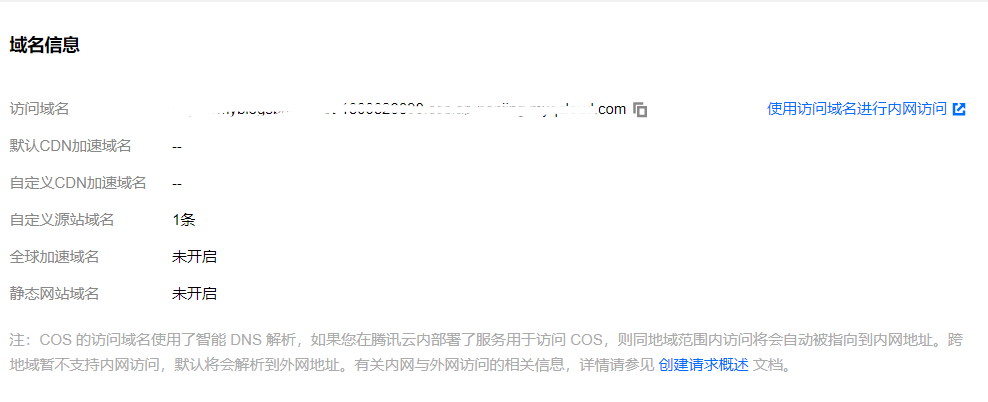 域名信息
访问域名 .com 使用访问域名进行内网访问
默认CDN加速域名 --
自定义CDN加速域名 --
自定义源站域名 1条
全球加速域名 未开启
静态网站域名 未开启
注：COS 的访问域名使用了智能 DNS 解析，如果您在腾讯云内部署了服务用于访问 COS，则同地域范围内访问将会自动被指向到内网地址。跨
地域暂不支持内网访问，默认将会解析到外网地址。有关内网与外网访问的相关信息，详情请参见 创建请求概述 文档。